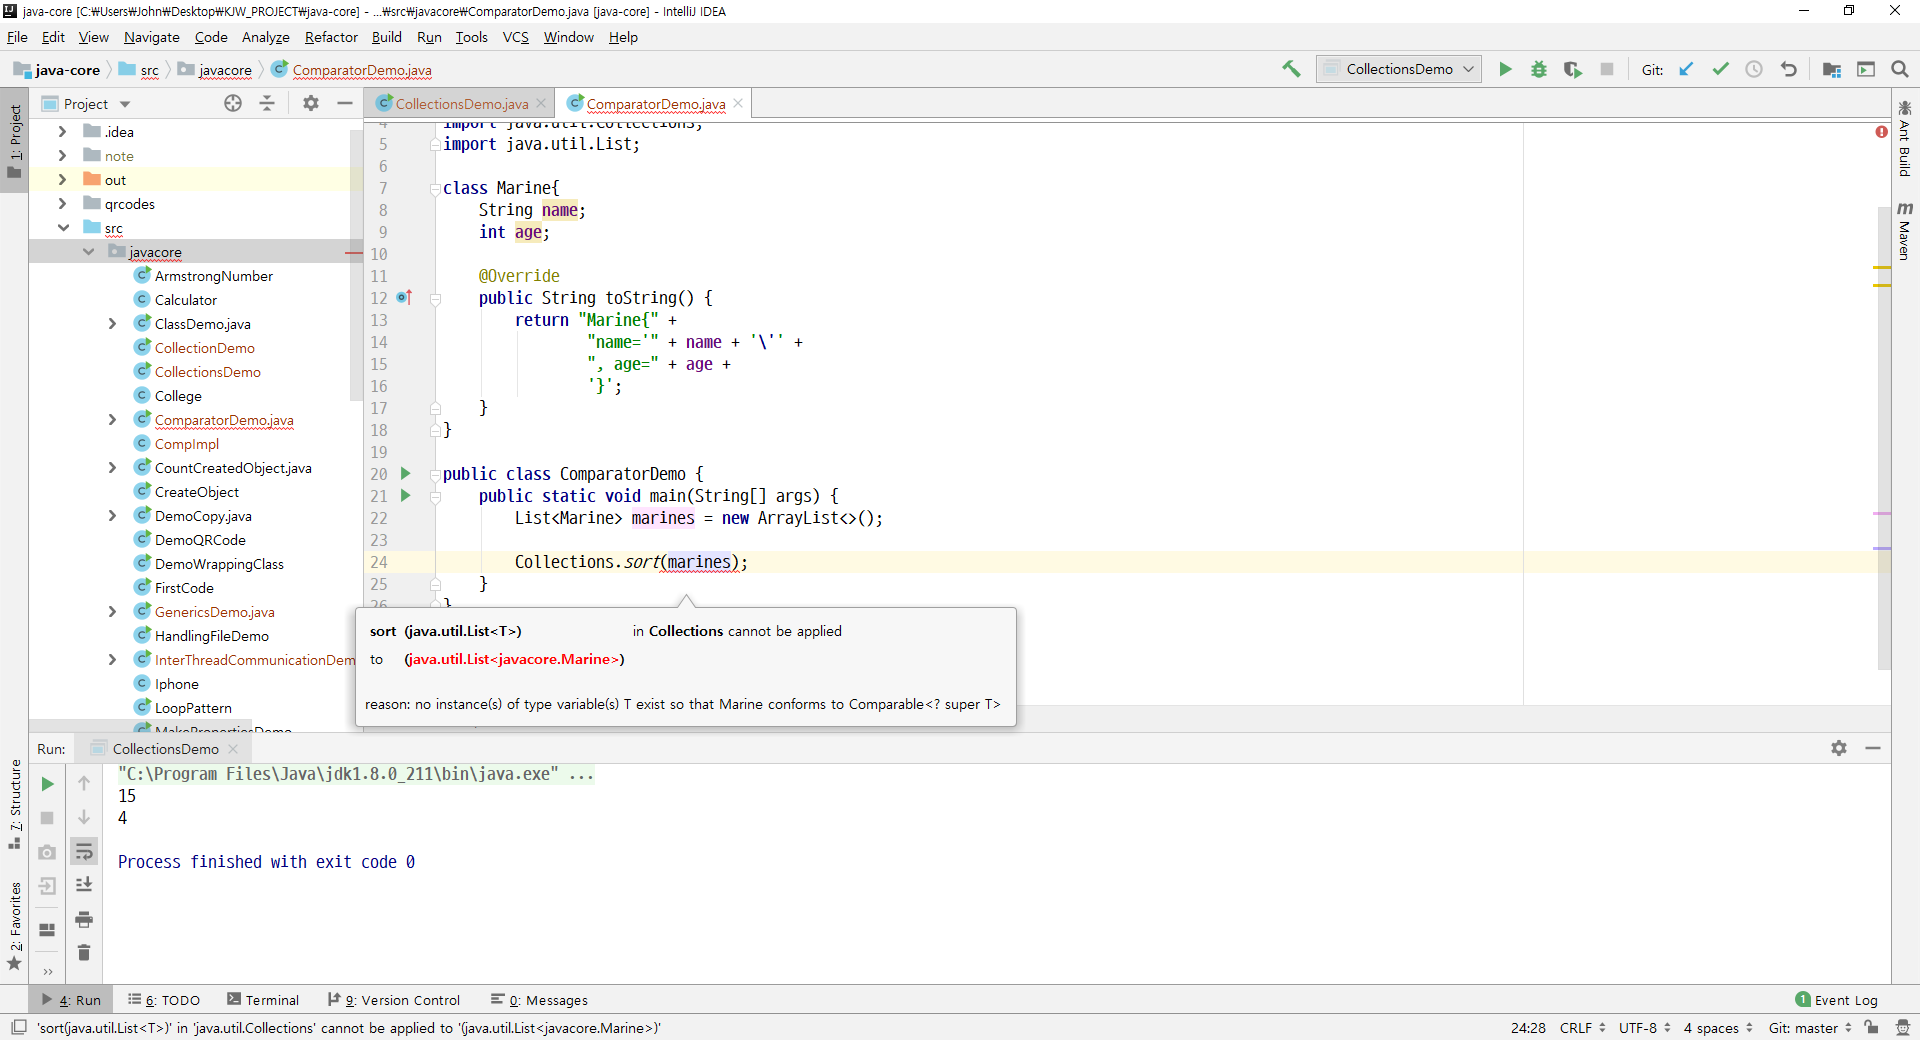 java-core [C:₩Users₩John₩Desktop₩KJW_PROJECT₩java-core] - ...₩src₩javacore₩ComparatorDemo.java [java-core] - IntelliJ IDEA
File Edit View Navigate Code Analyze Refactor Build Run Tools VCS Window Help
java-core src javacore ComparatorDemo.java CollectionsDemo Git:
Project CollectionsDemo.java ComparatorDemo.java
1: Project
.idea
note
out
qrcodes
src
javacore
ArmstrongNumber
Calculator
ClassDemo.java
CollectionDemo
CollectionsDemo
College
ComparatorDemo.java
CompImpl
CountCreatedObject.java
CreateObject
DemoCopy.java
DemoQRCode
DemoWrappingClass
FirstCode
GenericsDemo.java
HandlingFileDemo
InterThreadCommunicationDem
Iphone
LoopPattern
MakePropertiesDemo
4 import java.util.Collections;
5 import java.util.List;
6
7 class Marine{
8 String name;
9 int age;
10
11 @Override
12 public String toString() {
13 return "Marine{" +
14 "name='" + name + '\'' +
15 ", age=" + age +
16 '}';
17 }
18 }
19
20 public class ComparatorDemo {
21 public static void main(String[] args) {
22 List<Marine> marines = new ArrayList<>();
23
24 Collections.sort(marines);
25 }
26 }
sort (java.util.List<T>) in Collections cannot be applied
to (java.util.List<javacore.Marine>)
reason: no instance(s) of type variable(s) T exist so that Marine conforms to Comparable<? super T>
Ant Build
m Maven
Run: CollectionsDemo
"C:\Program Files\Java\jdk1.8.0_211\bin\java.exe" ...
15
4
Process finished with exit code 0
7: Structure
2: Favorites
4: Run 6: TODO Terminal 9: Version Control 0: Messages 1 Event Log
'sort(java.util.List<T>)' in 'java.util.Collections' cannot be applied to '(java.util.List<javacore.Marine>)' 24:28 CRLF UTF-8 4 spaces Git: master